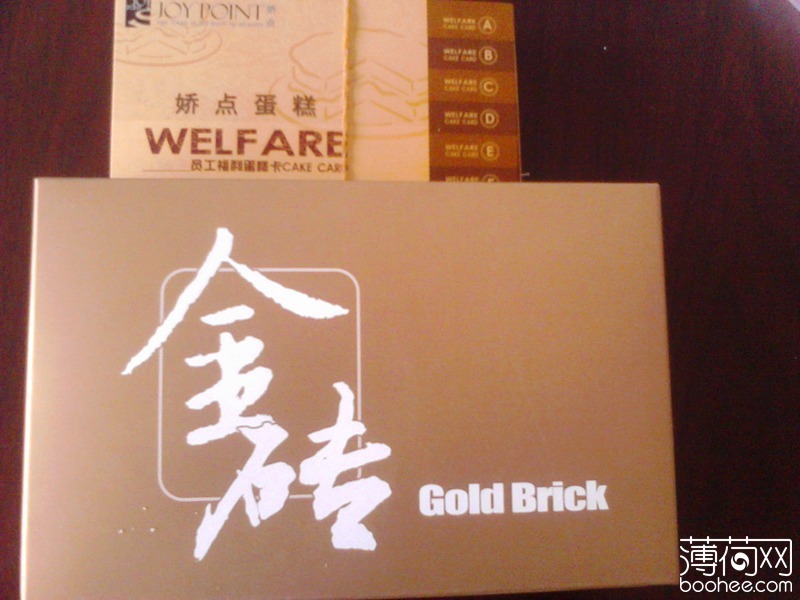 JOY POINT
娇点蛋糕
WELFARE
员工福利蛋糕卡CAKE CARD
WELFARE
CAKE CARD
A
WELFARE
CAKE CARD
B
WELFARE
CAKE CARD
C
WELFARE
CAKE CARD
D
WELFARE
CAKE CARD
E
WELFARE
金砖
Gold Brick
薄荷网
boohee.com